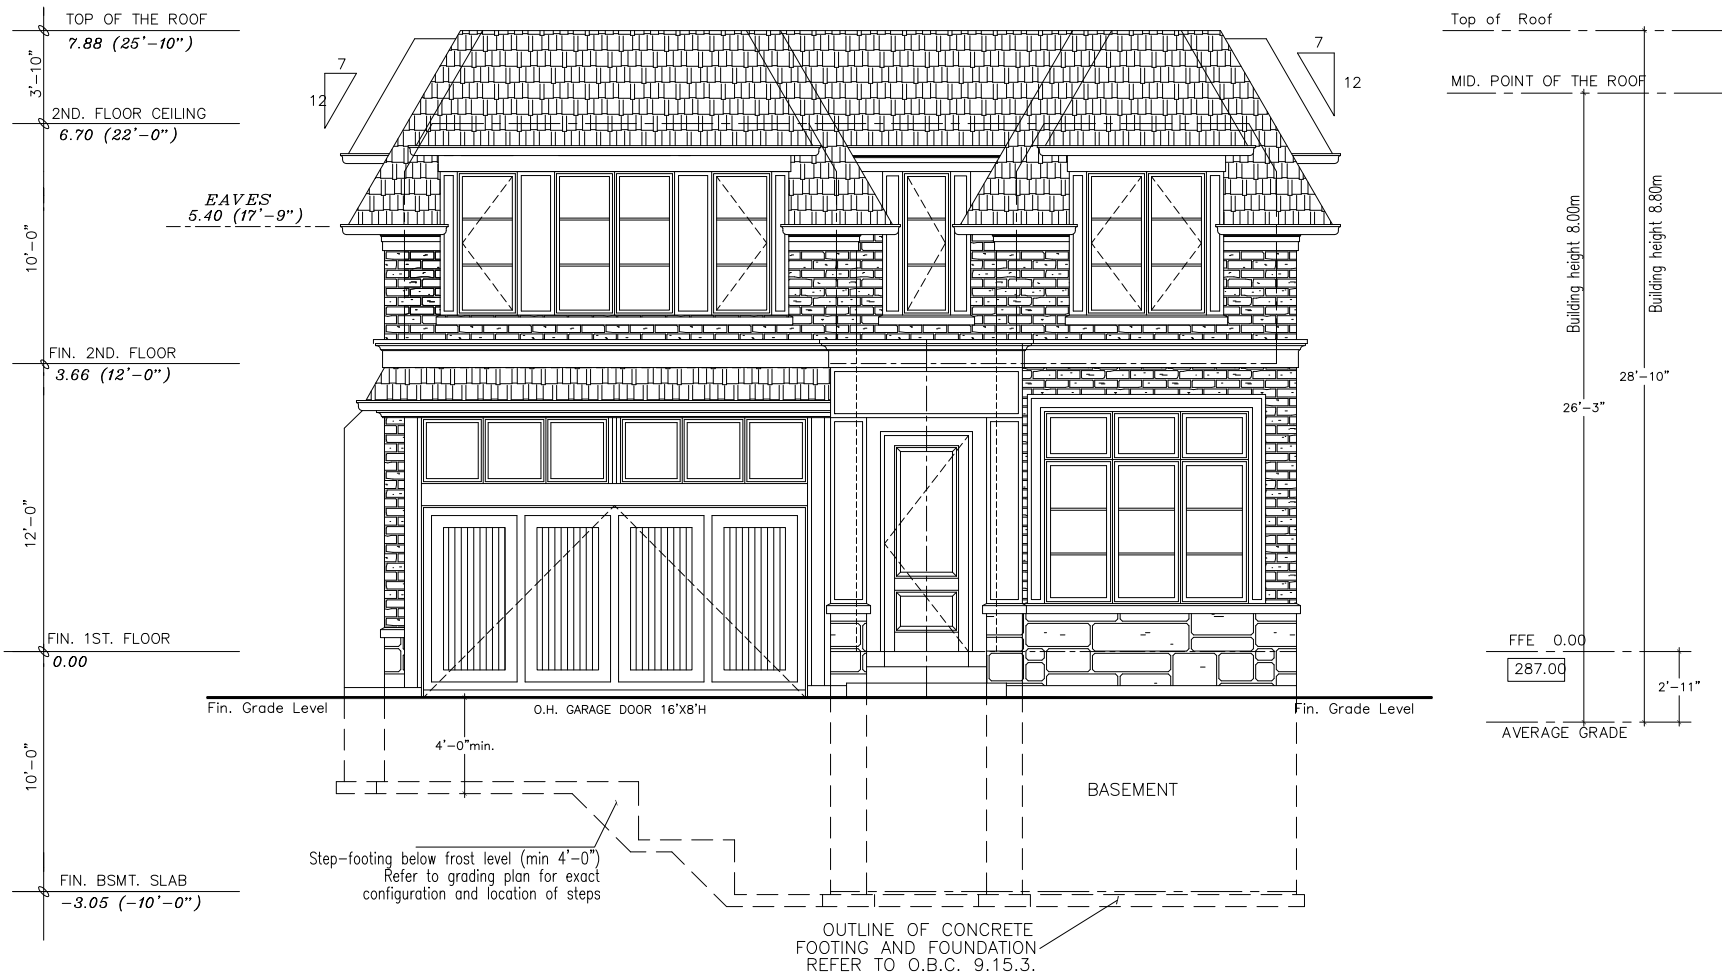 TOP OF THE ROOF
7.88 (25'-10")
3'-10"
2ND. FLOOR CEILING
6.70 (22'-0")
EAVES
5.40 (17'-9")
10'-0"
FIN. 2ND. FLOOR
3.66 (12'-0")
12'-0"
FIN. 1ST. FLOOR
0.00
10'-0"
FIN. BSMT. SLAB
-3.05 (-10'-0")
7
12
7
12
Fin. Grade Level
O.H. GARAGE DOOR 16'X8'H
Fin. Grade Level
4'-0"min.
BASEMENT
Step-footing below frost level (min 4'-0")
Refer to grading plan for exact
configuration and location of steps
OUTLINE OF CONCRETE
FOOTING AND FOUNDATION
REFER TO O.B.C. 9.15.3.
Top of Roof
MID. POINT OF THE ROOF
Building height 8.00m
Building height 8.80m
28'-10"
26'-3"
FFE 0.00
287.00
2'-11"
AVERAGE GRADE